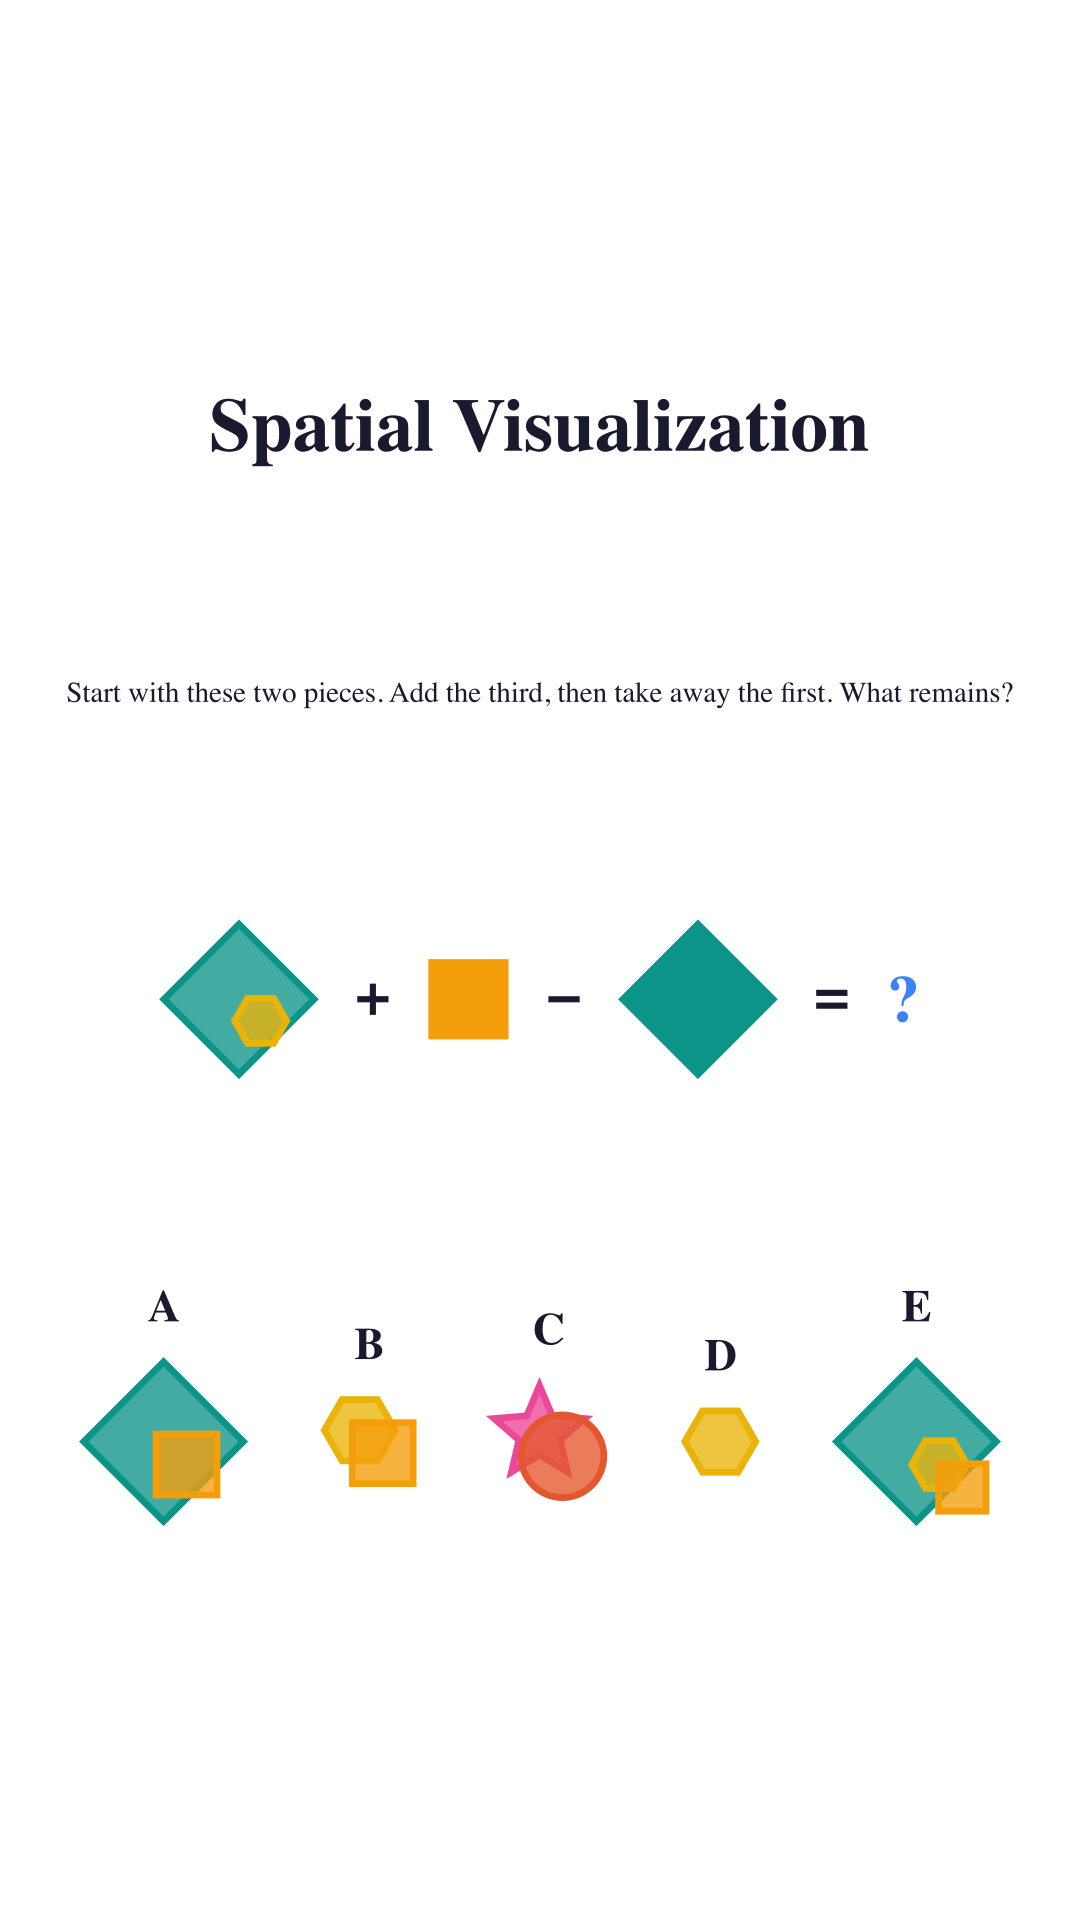 Spatial Visualization
Start with these two pieces. Add the third, then take away the first. What remains?
+ − = ?
A B C D E